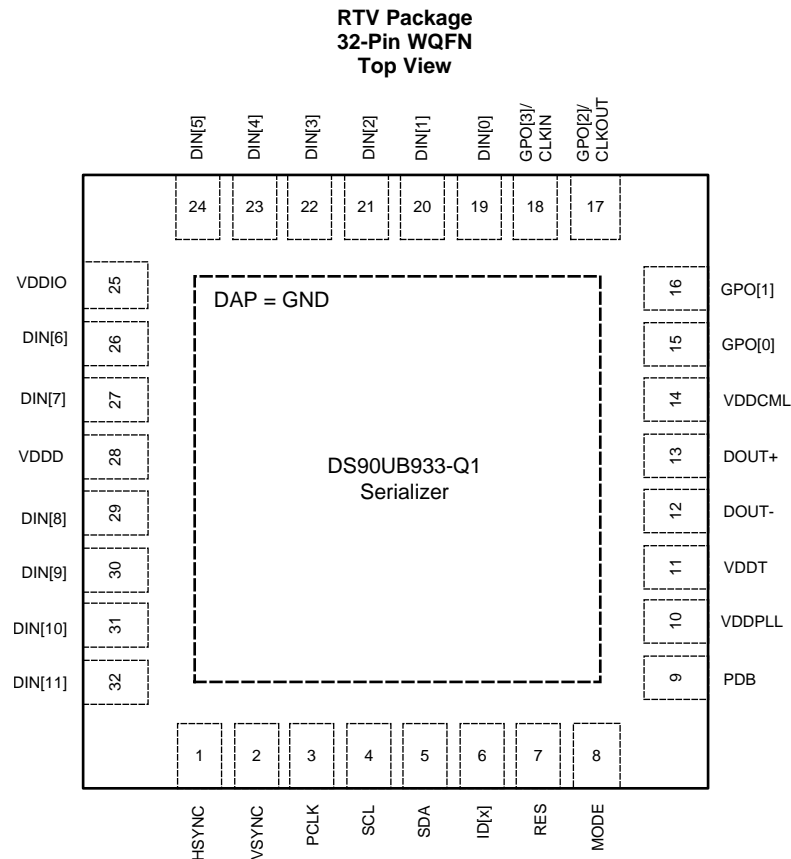 RTV Package
32-Pin WQFN
Top View
DIN[5]
DIN[4]
DIN[3]
DIN[2]
DIN[1]
DIN[0]
GPO[3]/
CLKIN
GPO[2]/
CLKOUT
24
23
22
21
20
19
18
17
VDDIO
25
DIN[6]
26
DIN[7]
27
VDDD
28
DIN[8]
29
DIN[9]
30
DIN[10]
31
DIN[11]
32
DAP = GND
DS90UB933-Q1
Serializer
16
GPO[1]
15
GPO[0]
14
VDDCML
13
DOUT+
12
DOUT-
11
VDDT
10
VDDPLL
9
PDB
1
2
3
4
5
6
7
8
HSYNC
VSYNC
PCLK
SCL
SDA
ID[x]
RES
MODE